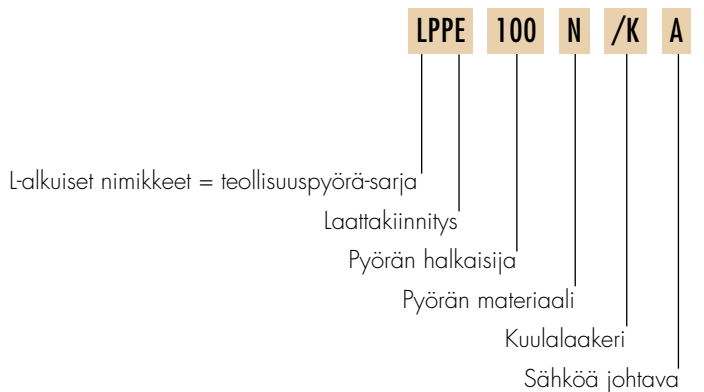 LPPE 100 N /K A
L-alkuiset nimikkeet = teollisuuspyörä-sarja
Laattakiinnitys
Pyörän halkaisija
Pyörän materiaali
Kuulalaakeri
Sähköä johtava